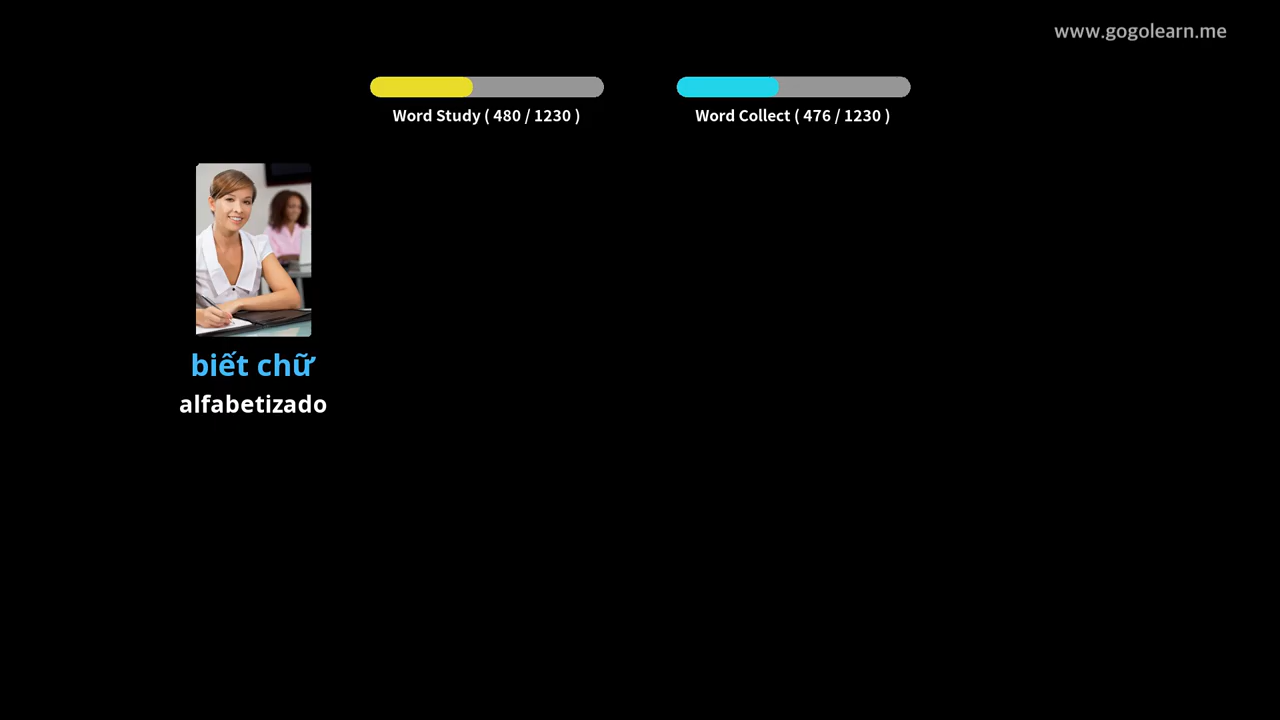 www.gogolearn.me
Word Study ( 480 / 1230 )
Word Collect ( 476 / 1230 )
biết chữ
alfabetizado